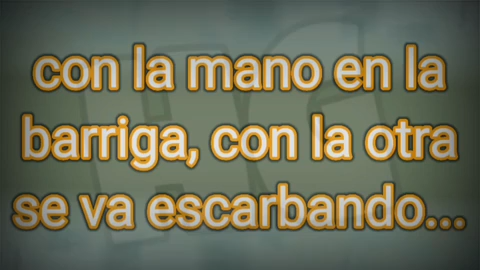 con la mano en la
barriga, con la otra
se va escarbando...